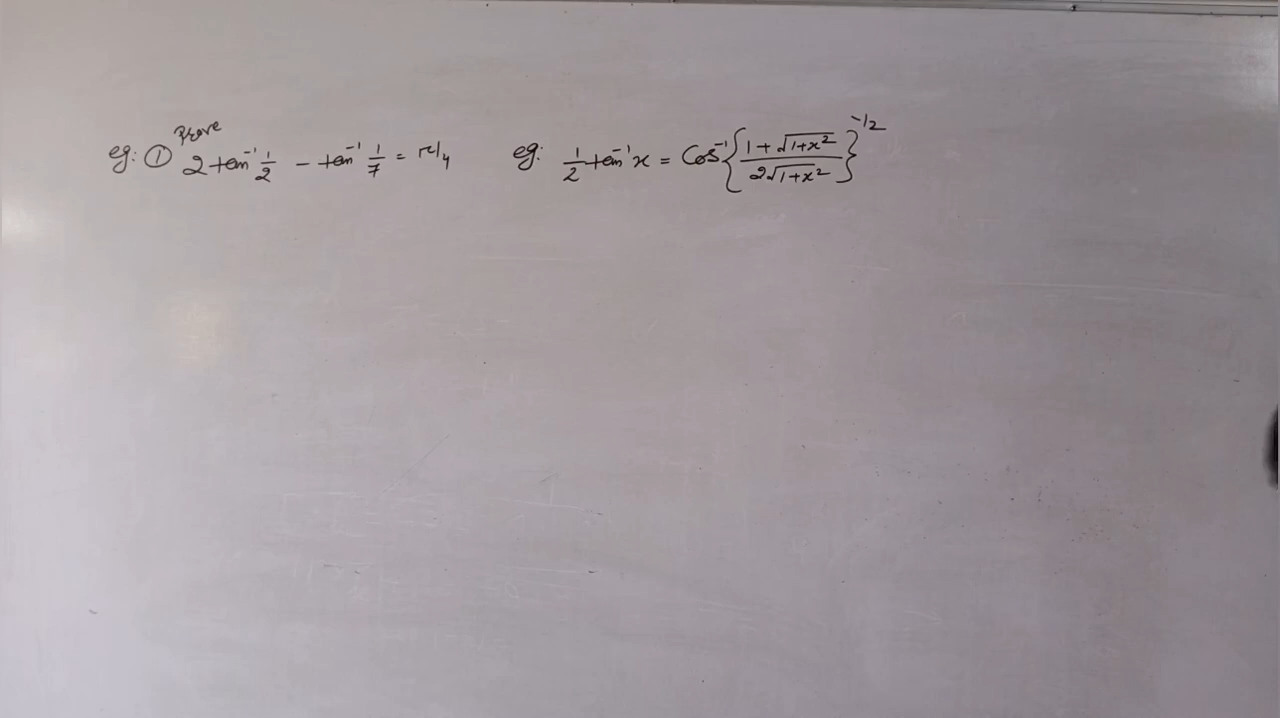 Prove
eg: ① 2 tan⁻¹ 1/2 - tan⁻¹ 1/7 = π/4
eg: 1/2 tan⁻¹ x = Cos⁻¹ { (1 + √(1+x²)) / (2√(1+x²)) }^(-1/2)